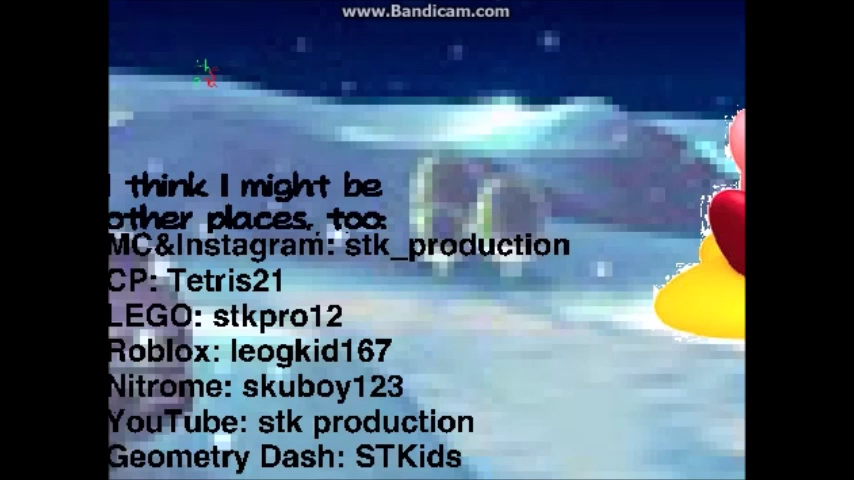 www.Bandicam.com
I think I might be
other places, too:
MC&Instagram: stk_production
CP: Tetris21
LEGO: stkpro12
Roblox: leogkid167
Nitrome: skuboy123
YouTube: stk production
Geometry Dash: STKids